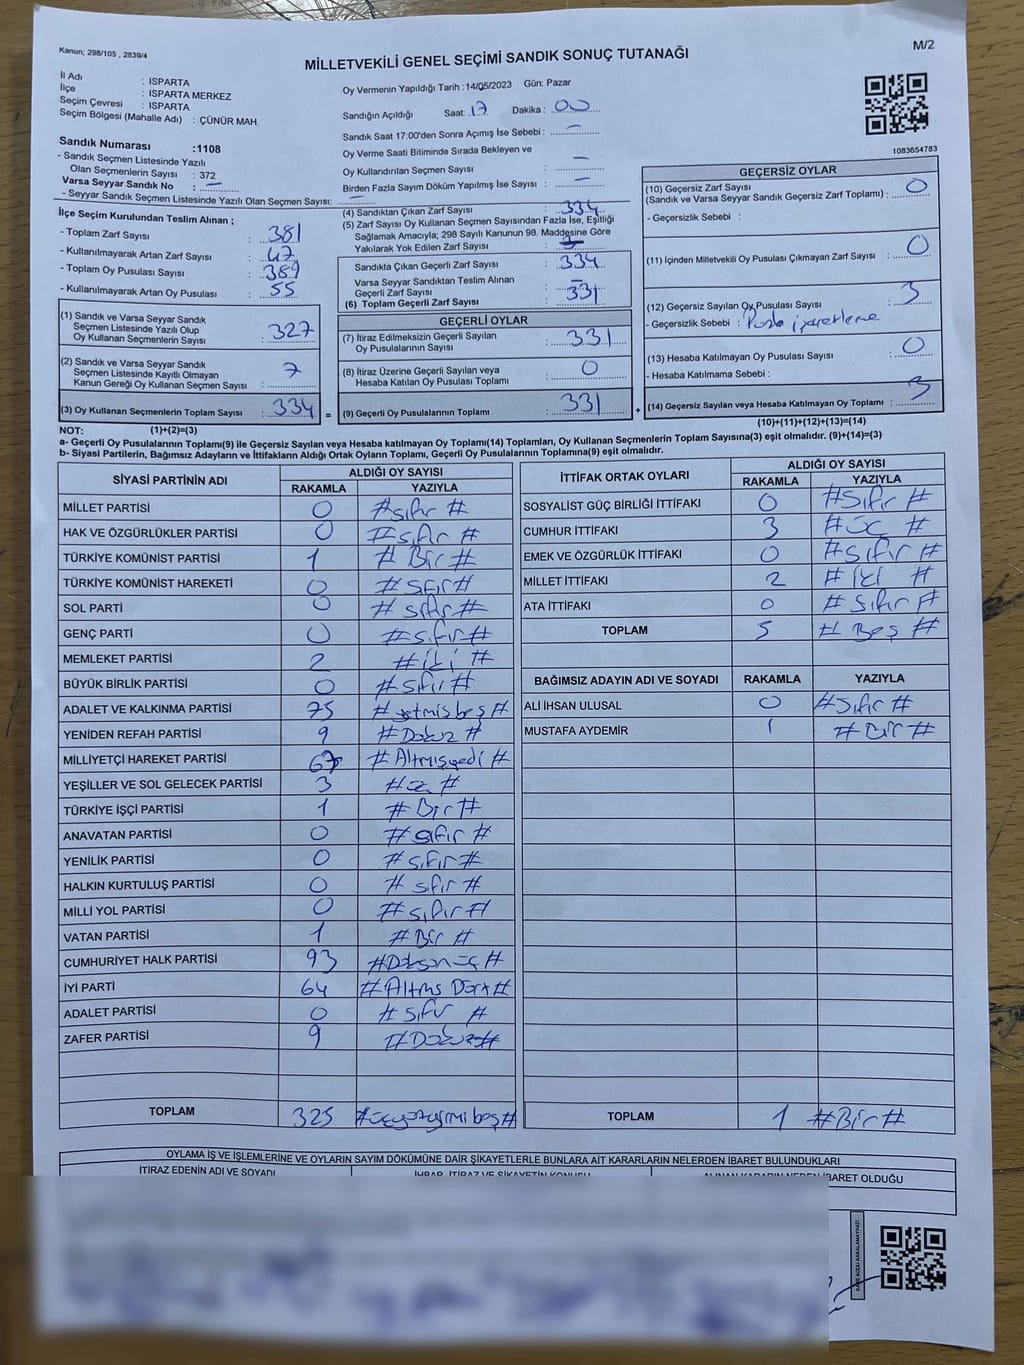 Kanun; 298/105 , 2839/4
M/2
MİLLETVEKİLİ GENEL SEÇİMİ SANDIK SONUÇ TUTANAĞI
İl Adı : ISPARTA
İlçe : ISPARTA MERKEZ
Seçim Çevresi : ISPARTA
Seçim Bölgesi (Mahalle Adı) : ÇÜNÜR MAH.
Sandık Numarası :1108
- Sandık Seçmen Listesinde Yazılı
Olan Seçmenlerin Sayısı : 372
Varsa Seyyar Sandık No : —
- Seyyar Sandık Seçmen Listesinde Yazılı Olan Seçmen Sayısı: —
Oy Vermenin Yapıldığı Tarih :14/05/2023 Gün: Pazar
Sandığın Açıldığı Saat: 17 Dakika : 00
Sandık Saat 17:00'den Sonra Açımış İse Sebebi : —
Oy Verme Saati Bitiminde Sırada Bekleyen ve
Oy Kullandırılan Seçmen Sayısı : —
Birden Fazla Sayım Döküm Yapılmış İse Sayısı : —
1083654783
İlçe Seçim Kurulundan Teslim Alınan ;
- Toplam Zarf Sayısı : 381
- Kullanılmayarak Artan Zarf Sayısı : 47
- Toplam Oy Pusulası Sayısı : 389
- Kullanılmayarak Artan Oy Pusulası : 55
(1) Sandık ve Varsa Seyyar Sandık
Seçmen Listesinde Yazılı Olup
Oy Kullanan Seçmenlerin Sayısı : 327
(2) Sandık ve Varsa Seyyar Sandık
Seçmen Listesinde Kayıtlı Olmayan
Kanun Gereği Oy Kullanan Seçmen Sayısı : 7
(3) Oy Kullanan Seçmenlerin Toplam Sayısı : 334 =
(4) Sandıktan Çıkan Zarf Sayısı : 334
(5) Zarf Sayısı Oy Kullanan Seçmen Sayısından Fazla İse, Eşitliği
Sağlamak Amacıyla; 298 Sayılı Kanunun 98. Maddesine Göre
Yakılarak Yok Edilen Zarf Sayısı :
Sandıkta Çıkan Geçerli Zarf Sayısı : 334
Varsa Seyyar Sandıktan Teslim Alınan
Geçerli Zarf Sayısı : —
(6) Toplam Geçerli Zarf Sayısı : 331
GEÇERLİ OYLAR
(7) İtiraz Edilmeksizin Geçerli Sayılan
Oy Pusulalarının Sayısı : 331
(8) İtiraz Üzerine Geçerli Sayılan veya
Hesaba Katılan Oy Pusulası Toplamı : 0
(9) Geçerli Oy Pusulalarının Toplamı : 331 +
GEÇERSİZ OYLAR
(10) Geçersiz Zarf Sayısı
(Sandık ve Varsa Seyyar Sandık Geçersiz Zarf Toplamı) : 0
- Geçersizlik Sebebi :
(11) İçinden Milletvekili Oy Pusulası Çıkmayan Zarf Sayısı : 0
(12) Geçersiz Sayılan Oy Pusulası Sayısı : 3
- Geçersizlik Sebebi : Pusula işaretleme
(13) Hesaba Katılmayan Oy Pusulası Sayısı : 0
- Hesaba Katılmama Sebebi :
(14) Geçersiz Sayılan veya Hesaba Katılmayan Oy Toplamı : 3
NOT: (1)+(2)=(3) (10)+(11)+(12)+(13)=(14)
a- Geçerli Oy Pusulalarının Toplamı(9) ile Geçersiz Sayılan veya Hesaba katılmayan Oy Toplamı(14) Toplamları, Oy Kullanan Seçmenlerin Toplam Sayısına(3) eşit olmalıdır. (9)+(14)=(3)
b- Siyasi Partilerin, Bağımsız Adayların ve İttifakların Aldığı Ortak Oyların Toplamı, Geçerli Oy Pusulalarının Toplamına(9) eşit olmalıdır.
SİYASİ PARTİNİN ADI ALDIĞI OY SAYISI
RAKAMLA YAZIYLA
MİLLET PARTİSİ 0 #sıfır #
HAK VE ÖZGÜRLÜKLER PARTİSİ 0 #sıfır #
TÜRKİYE KOMÜNİST PARTİSİ 1 # Bir #
TÜRKİYE KOMÜNİST HAREKETİ 0 # sıfır#
SOL PARTİ 0 # sıfır #
GENÇ PARTİ 0 #sıfır #
MEMLEKET PARTİSİ 2 #iki #
BÜYÜK BİRLİK PARTİSİ 0 #sıfır #
ADALET VE KALKINMA PARTİSİ 75 #yetmişbeş #
YENİDEN REFAH PARTİSİ 9 #Dokuz #
MİLLİYETÇİ HAREKET PARTİSİ 67 #Altmışyedi #
YEŞİLLER VE SOL GELECEK PARTİSİ 3 #üç #
TÜRKİYE İŞÇİ PARTİSİ 1 #Bir#
ANAVATAN PARTİSİ 0 #sıfır #
YENİLİK PARTİSİ 0 #sıfır#
HALKIN KURTULUŞ PARTİSİ 0 # sıfır #
MİLLİ YOL PARTİSİ 0 #sıfır#
VATAN PARTİSİ 1 #Bir #
CUMHURİYET HALK PARTİSİ 93 #Doksanüç #
İYİ PARTİ 64 #Altmış Dört #
ADALET PARTİSİ 0 # sıfır #
ZAFER PARTİSİ 9 #Dokuz#
TOPLAM 325 #üçyüzyirmibeş#
İTTİFAK ORTAK OYLARI ALDIĞI OY SAYISI
RAKAMLA YAZIYLA
SOSYALİST GÜÇ BİRLİĞİ İTTİFAKI 0 #Sıfır #
CUMHUR İTTİFAKI 3 #üç #
EMEK VE ÖZGÜRLÜK İTTİFAKI 0 #sıfır #
MİLLET İTTİFAKI 2 # iki #
ATA İTTİFAKI 0 # Sıfır #
TOPLAM 5 # Beş #
BAĞIMSIZ ADAYIN ADI VE SOYADI RAKAMLA YAZIYLA
ALİ İHSAN ULUSAL 0 #Sıfır #
MUSTAFA AYDEMİR 1 # Bir #
TOPLAM 1 #Bir#
OYLAMA İŞ VE İŞLEMLERİNE VE OYLARIN SAYIM DÖKÜMÜNE DAİR ŞİKAYETLERLE BUNLARA AİT KARARLARIN NELERDEN İBARET BULUNDUKLARI
İTİRAZ EDENİN ADI VE SOYADI İHBAR, İTİRAZ VE ŞİKAYETİN KONUSU ALINAN KARARIN NEDEN İBARET OLDUĞU